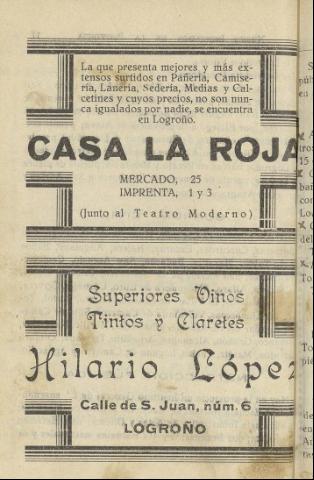 La que presenta mejores y más ex-
tensos surtidos en Pañería, Camise-
ría, Lanería, Sedería, Medias y Cal-
cetines y cuyos precios, no son nun-
ca igualados por nadie, se encuentra
en Logroño.
CASA LA ROJA
MERCADO, 25
IMPRENTA, 1 y 3
(Junto al Teatro Moderno)
Superiores Vinos
Tintos y Claretes
Hilario López
Calle de S. Juan, núm. 6
LOGROÑO